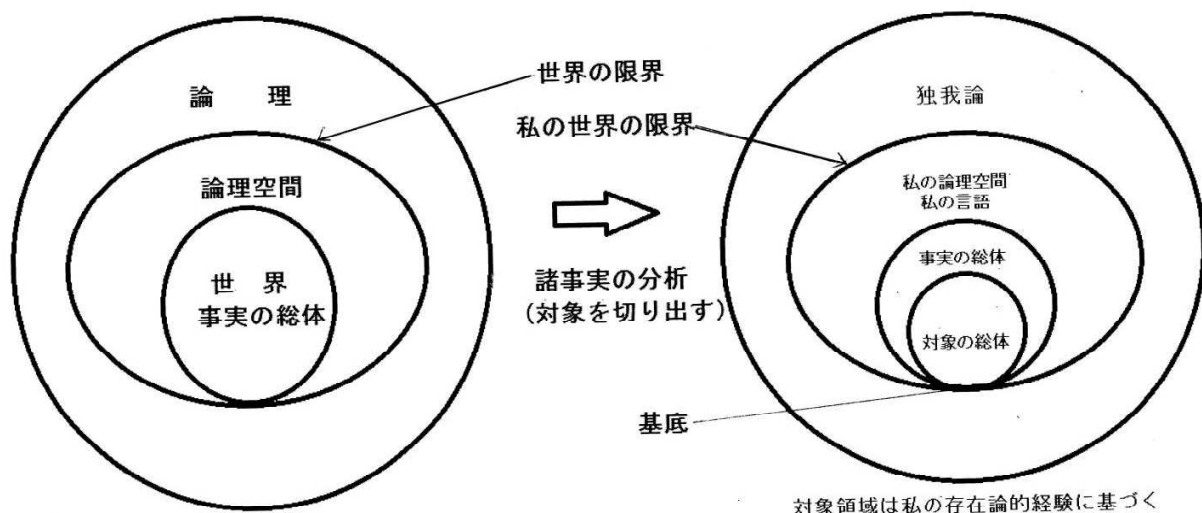 論　理
論理空間
世　界
事実の総体
世界の限界
私の世界の限界
諸事実の分析
(対象を切り出す)
基底
独我論
私の論理空間
私の言語
事実の総体
対象の総体
対象領域は私の存在論的経験に基づく